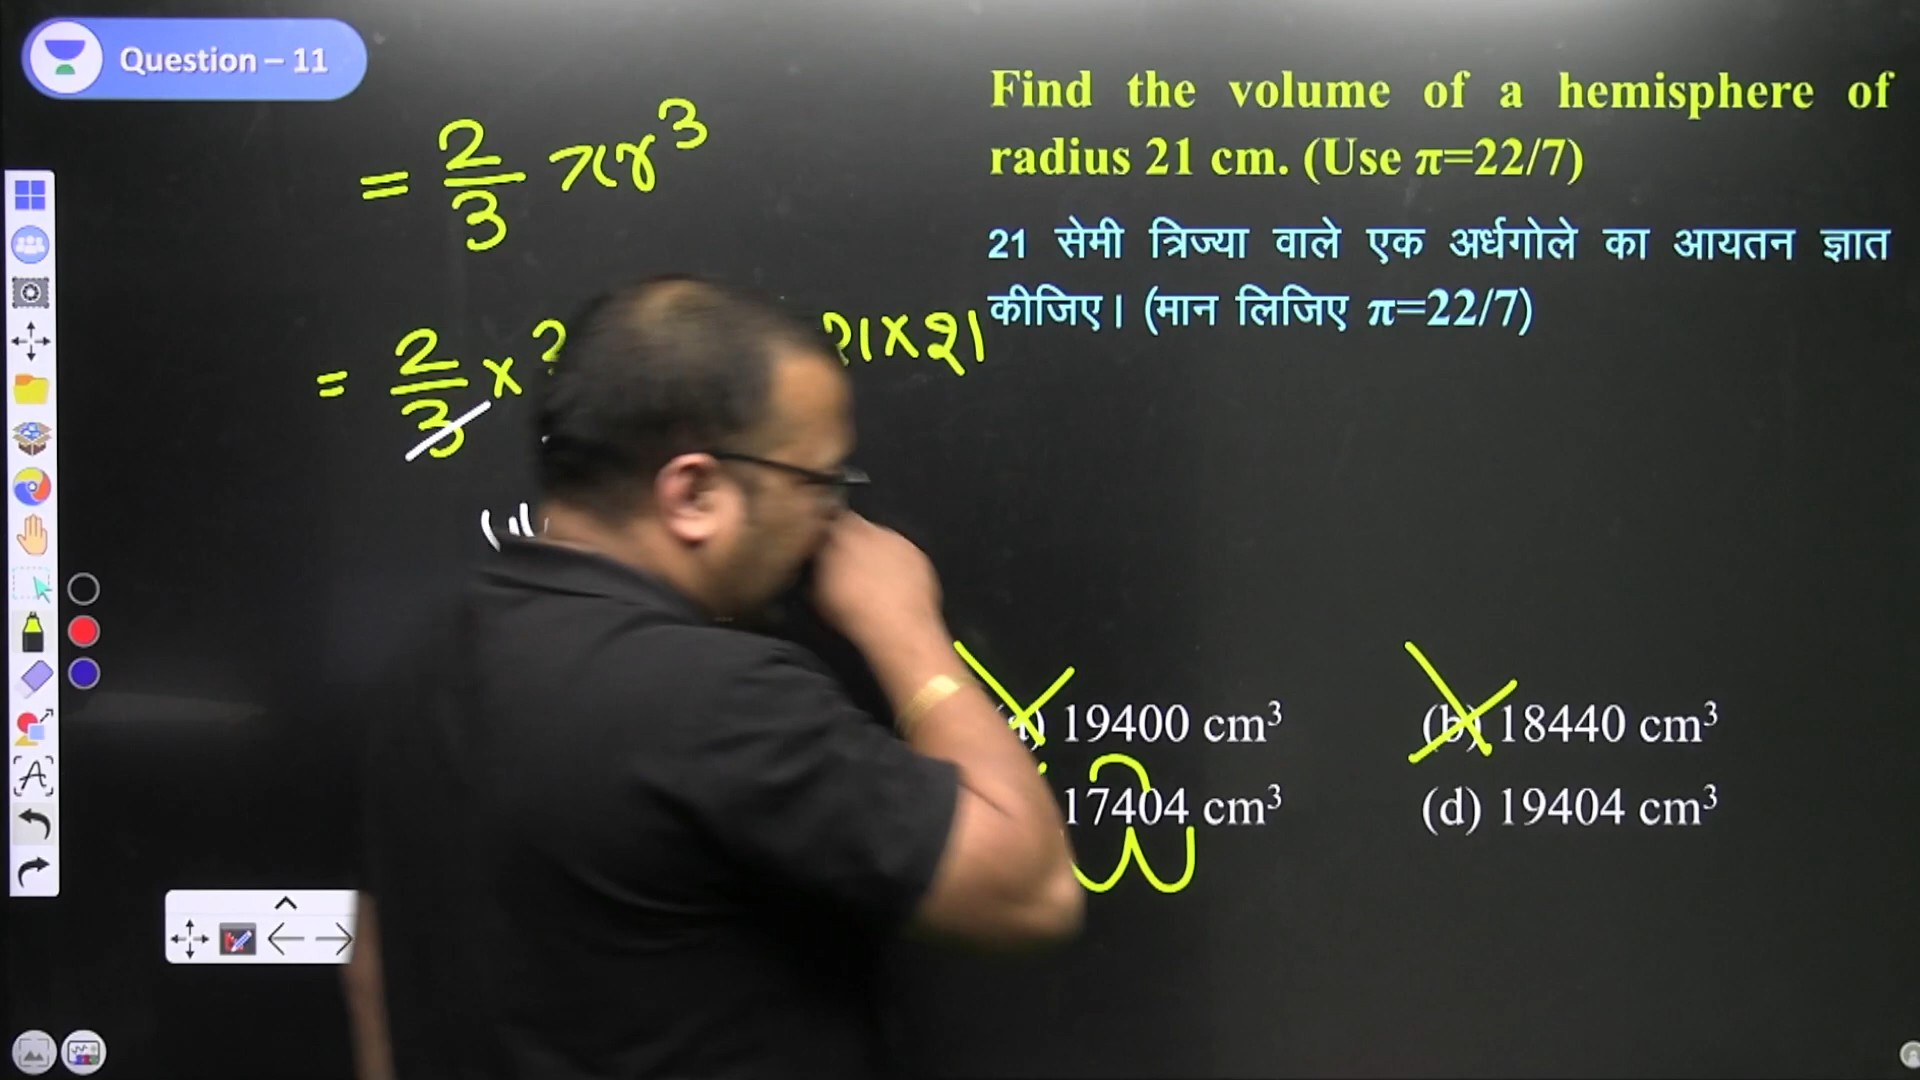 Question – 11
Find the volume of a hemisphere of
radius 21 cm. (Use π=22/7)
21 सेमी त्रिज्या वाले एक अर्धगोले का आयतन ज्ञात
कीजिए। (मान लिजिए π=22/7)
= 2/3 πr³
= 2/3 × 21 × 21
(a) 19400 cm³ (b) 18440 cm³
17404 cm³ (d) 19404 cm³